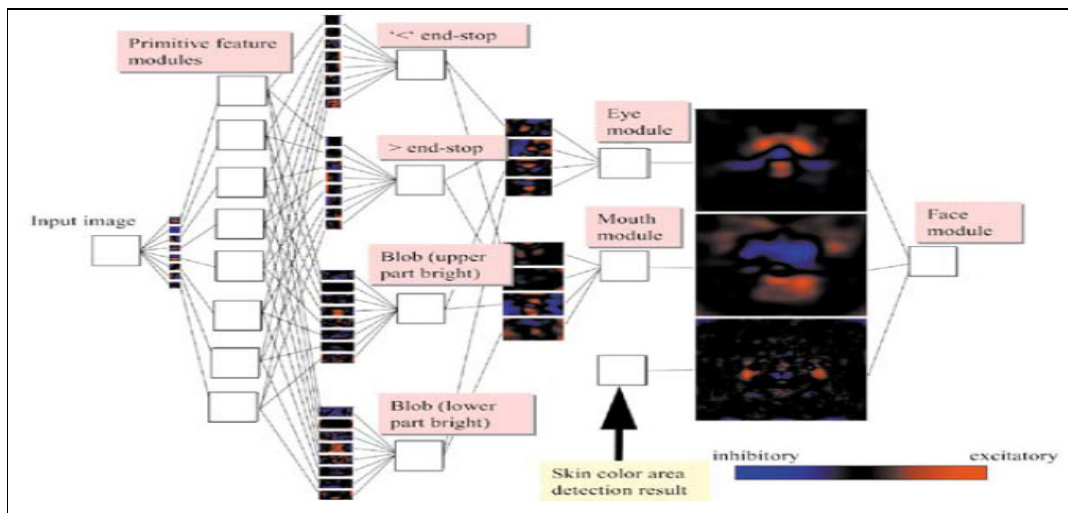 Primitive feature
modules
Input image
'<' end-stop
> end-stop
Blob (upper
part bright)
Blob (lower
part bright)
Eye
module
Mouth
module
Skin color area
detection result
Face
module
inhibitory
excitatory